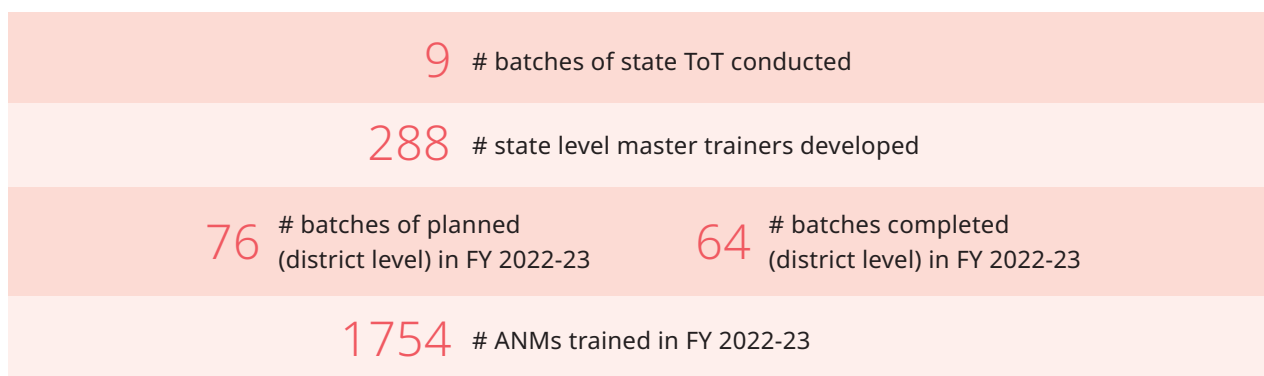 9 # batches of state ToT conducted
288 # state level master trainers developed
76 # batches of planned
(district level) in FY 2022-23
64 # batches completed
(district level) in FY 2022-23
1754 # ANMs trained in FY 2022-23